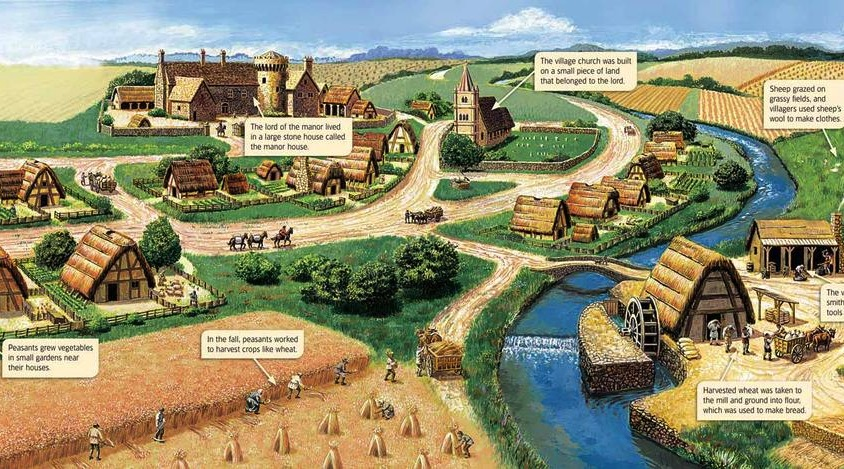 The village church was built
on a small piece of land
that belonged to the lord.
Sheep grazed on
grassy fields, and
villagers used sheep's
wool to make clothes.
The lord of the manor lived
in a large stone house called
the manor house.
The
smith
tools
Peasants grew vegetables
in small gardens near
their houses.
In the fall, peasants worked
to harvest crops like wheat.
Harvested wheat was taken to
the mill and ground into flour,
which was used to make bread.